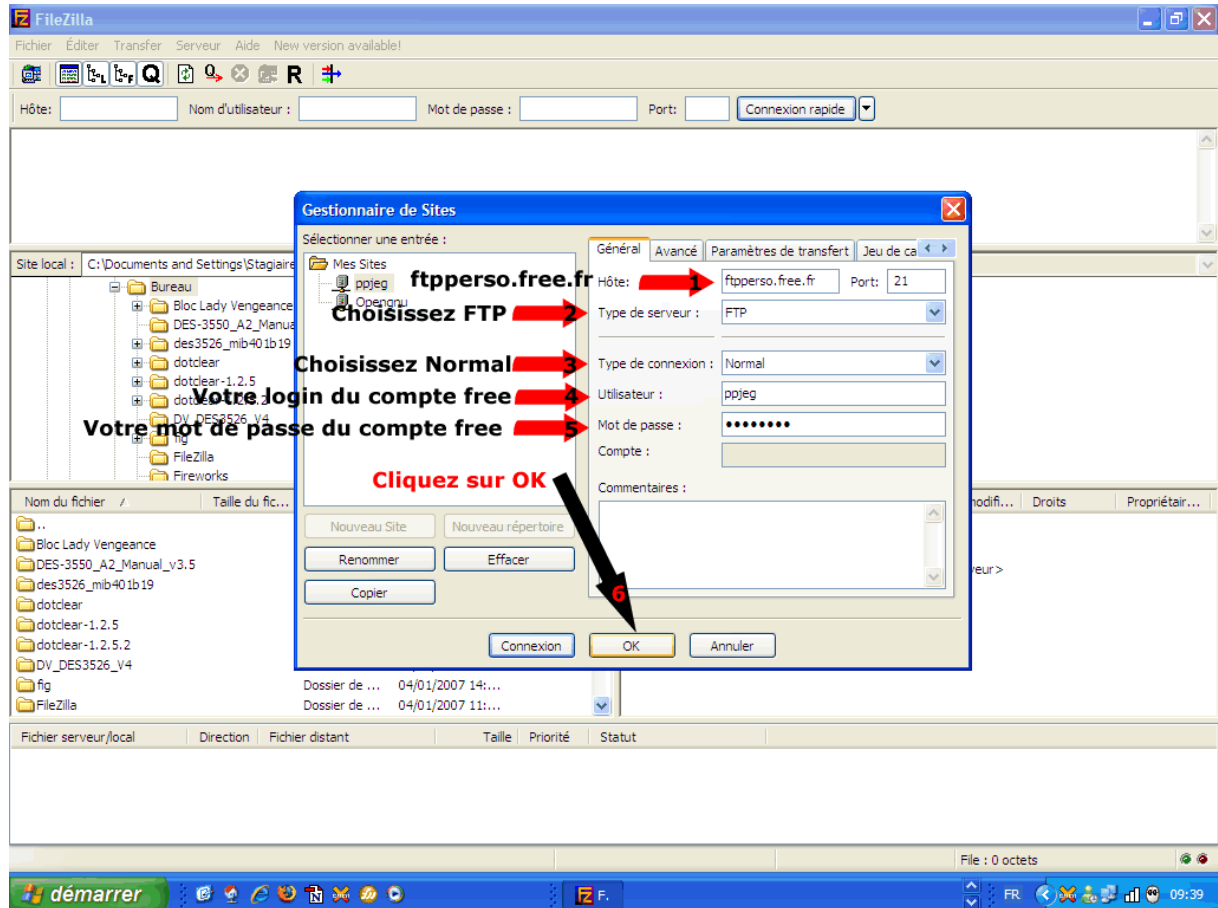 FileZilla
Fichier Éditer Transfer Serveur Aide New version available!
Hôte: Nom d'utilisateur : Mot de passe : Port: Connexion rapide
Gestionnaire de Sites
Sélectionner une entrée :
Mes Sites
ppjeg
Opengnu
Général Avancé Paramètres de transfert Jeu de ca
ftpperso.free.fr Hôte: 1 ftpperso.free.fr Port: 21
Choisissez FTP 2 Type de serveur : FTP
Choisissez Normal 3 Type de connexion : Normal
Votre login du compte free 4 Utilisateur : ppjeg
Votre mot de passe du compte free 5 Mot de passe : ••••••••
Compte :
Cliquez sur OK
Commentaires :
Nouveau Site Nouveau répertoire
Renommer Effacer
Copier
6
Connexion OK Annuler
Site local : C:\Documents and Settings\Stagiaire
Bureau
Bloc Lady Vengeance
DES-3550_A2_Manua
des3526_mib401b19
dotclear
dotclear-1.2.5
DV_DES3526_V4
fig
FileZilla
Fireworks
Nom du fichier Taille du fic... modifi... Droits Propriétair...
..
Bloc Lady Vengeance
DES-3550_A2_Manual_v3.5
des3526_mib401b19
dotclear
dotclear-1.2.5
dotclear-1.2.5.2
DV_DES3526_V4
fig Dossier de ... 04/01/2007 14:...
FileZilla Dossier de ... 04/01/2007 11:...
veur>
Fichier serveur/local Direction Fichier distant Taille Priorité Statut
File : 0 octets
démarrer F. FR 09:39